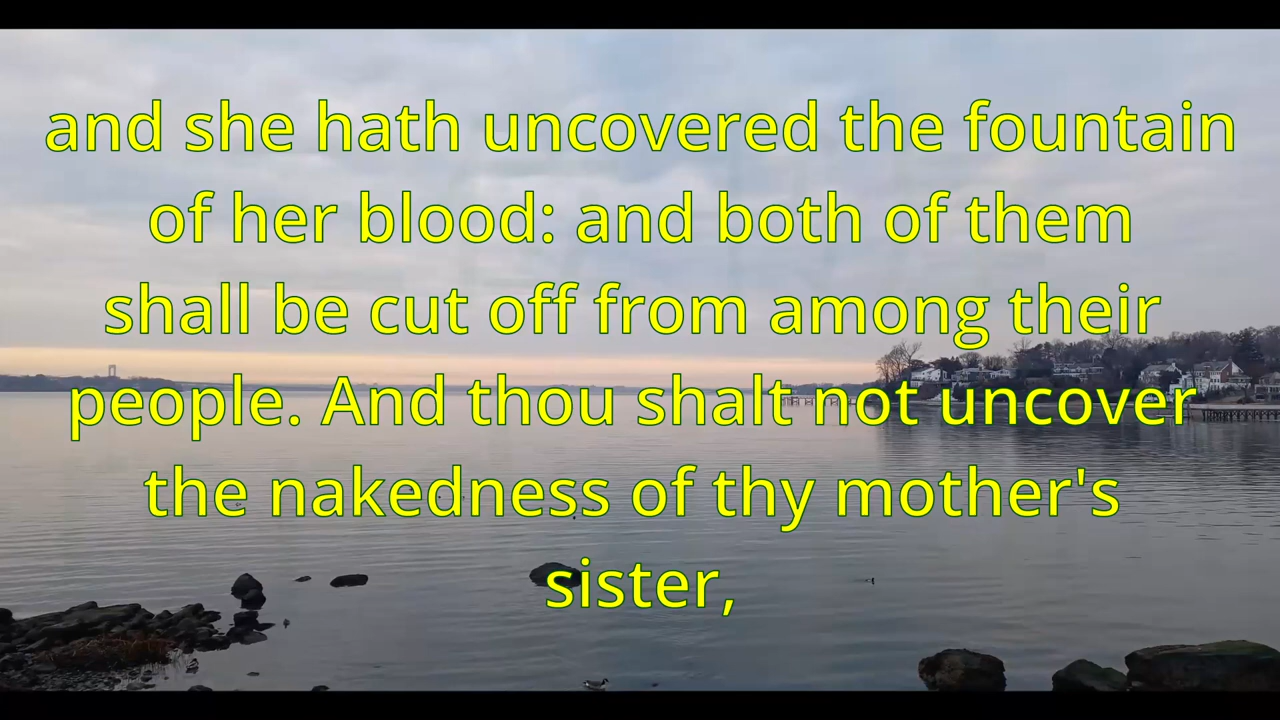 and she hath uncovered the fountain
of her blood: and both of them
shall be cut off from among their
people. And thou shalt not uncover
the nakedness of thy mother's
sister,